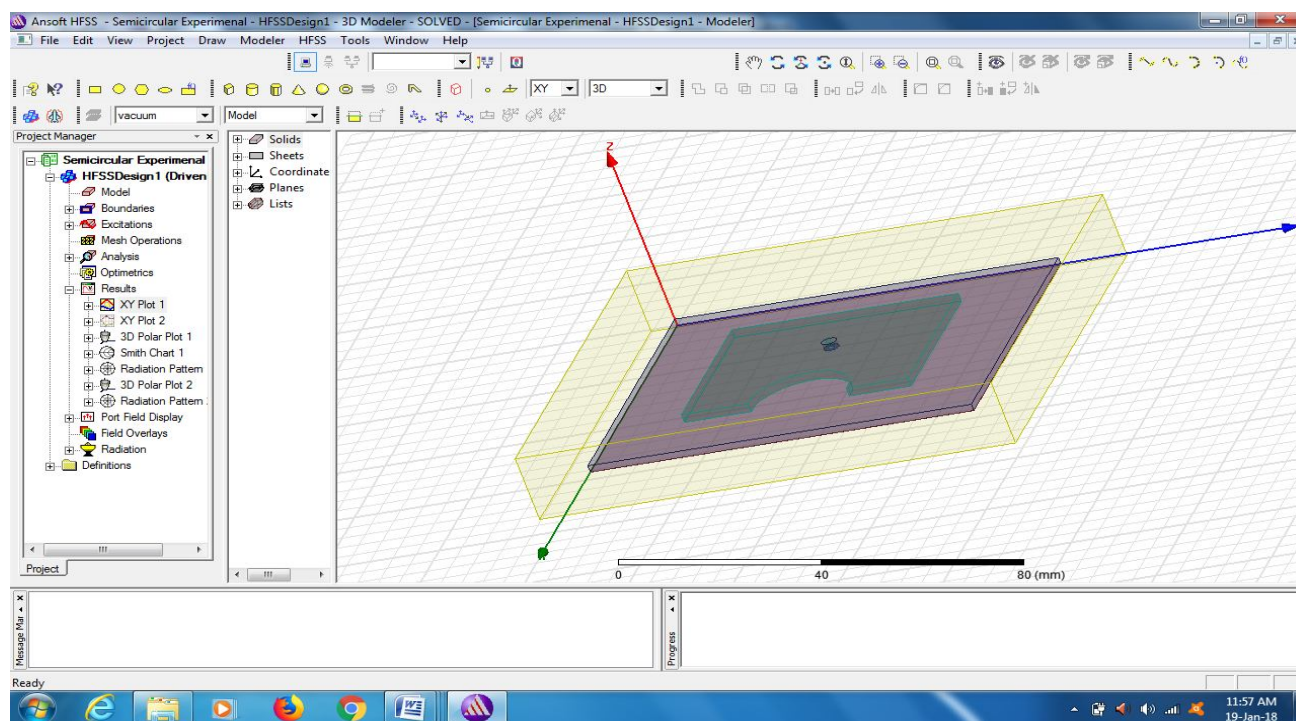 Ansoft HFSS - Semicircular Experimenal - HFSSDesign1 - 3D Modeler - SOLVED - [Semicircular Experimenal - HFSSDesign1 - Modeler]
File Edit View Project Draw Modeler HFSS Tools Window Help
XY 3D
vacuum Model
Project Manager
Semicircular Experimenal
HFSSDesign1 (Driven
Model
Boundaries
Excitations
Mesh Operations
Analysis
Optimetrics
Results
XY Plot 1
XY Plot 2
3D Polar Plot 1
Smith Chart 1
Radiation Pattern
3D Polar Plot 2
Radiation Pattern
Port Field Display
Field Overlays
Radiation
Definitions
Project
Solids
Sheets
Coordinate
Planes
Lists
z
0 40 80 (mm)
Message Mar
Progress
Ready
11:57 AM
19-Jan-18